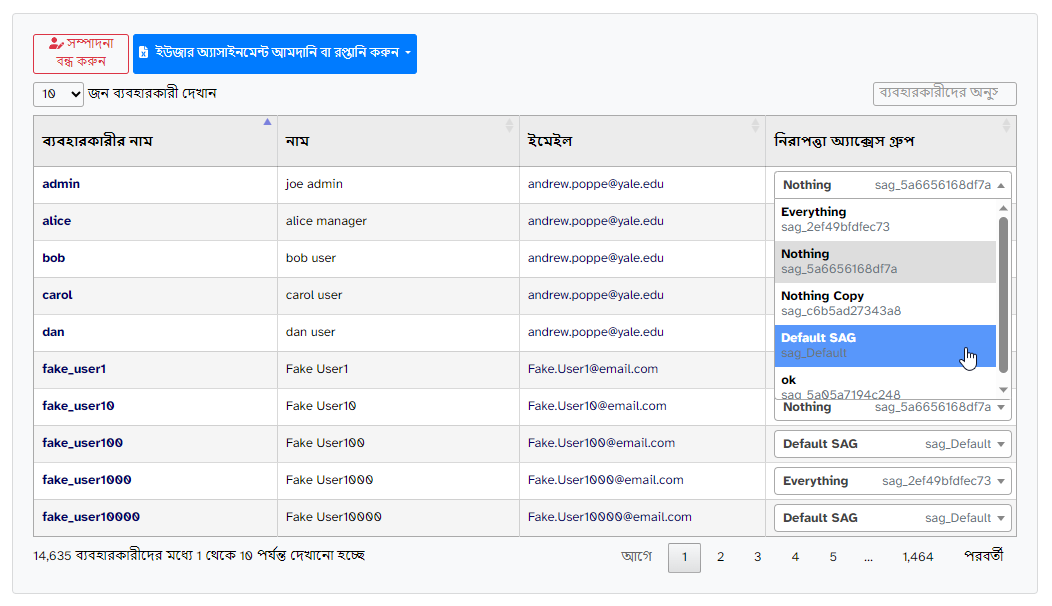 সম্পাদনা
বন্ধ করুন
ইউজার অ্যাসাইনমেন্ট আমদানি বা রপ্তানি করুন
10 জন ব্যবহারকারী দেখান
ব্যবহারকারীদের অনুস
ব্যবহারকারীর নাম নাম ইমেইল নিরাপত্তা অ্যাক্সেস গ্রুপ
admin joe admin andrew.poppe@yale.edu Nothing sag_5a6656168df7a
alice alice manager andrew.poppe@yale.edu
bob bob user andrew.poppe@yale.edu
carol carol user andrew.poppe@yale.edu
dan dan user andrew.poppe@yale.edu
fake_user1 Fake User1 Fake.User1@email.com
Everything
sag_2ef49bfdfec73
Nothing
sag_5a6656168df7a
Nothing Copy
sag_c6b5ad27343a8
Default SAG
sag_Default
ok
sag_5a05a7194c248
fake_user10 Fake User10 Fake.User10@email.com Nothing sag_5a6656168df7a
fake_user100 Fake User100 Fake.User100@email.com Default SAG sag_Default
fake_user1000 Fake User1000 Fake.User1000@email.com Everything sag_2ef49bfdfec73
fake_user10000 Fake User10000 Fake.User10000@email.com Default SAG sag_Default
14,635 ব্যবহারকারীদের মধ্যে 1 থেকে 10 পর্যন্ত দেখানো হচ্ছে
আগে 1 2 3 4 5 ... 1,464 পরবর্তী